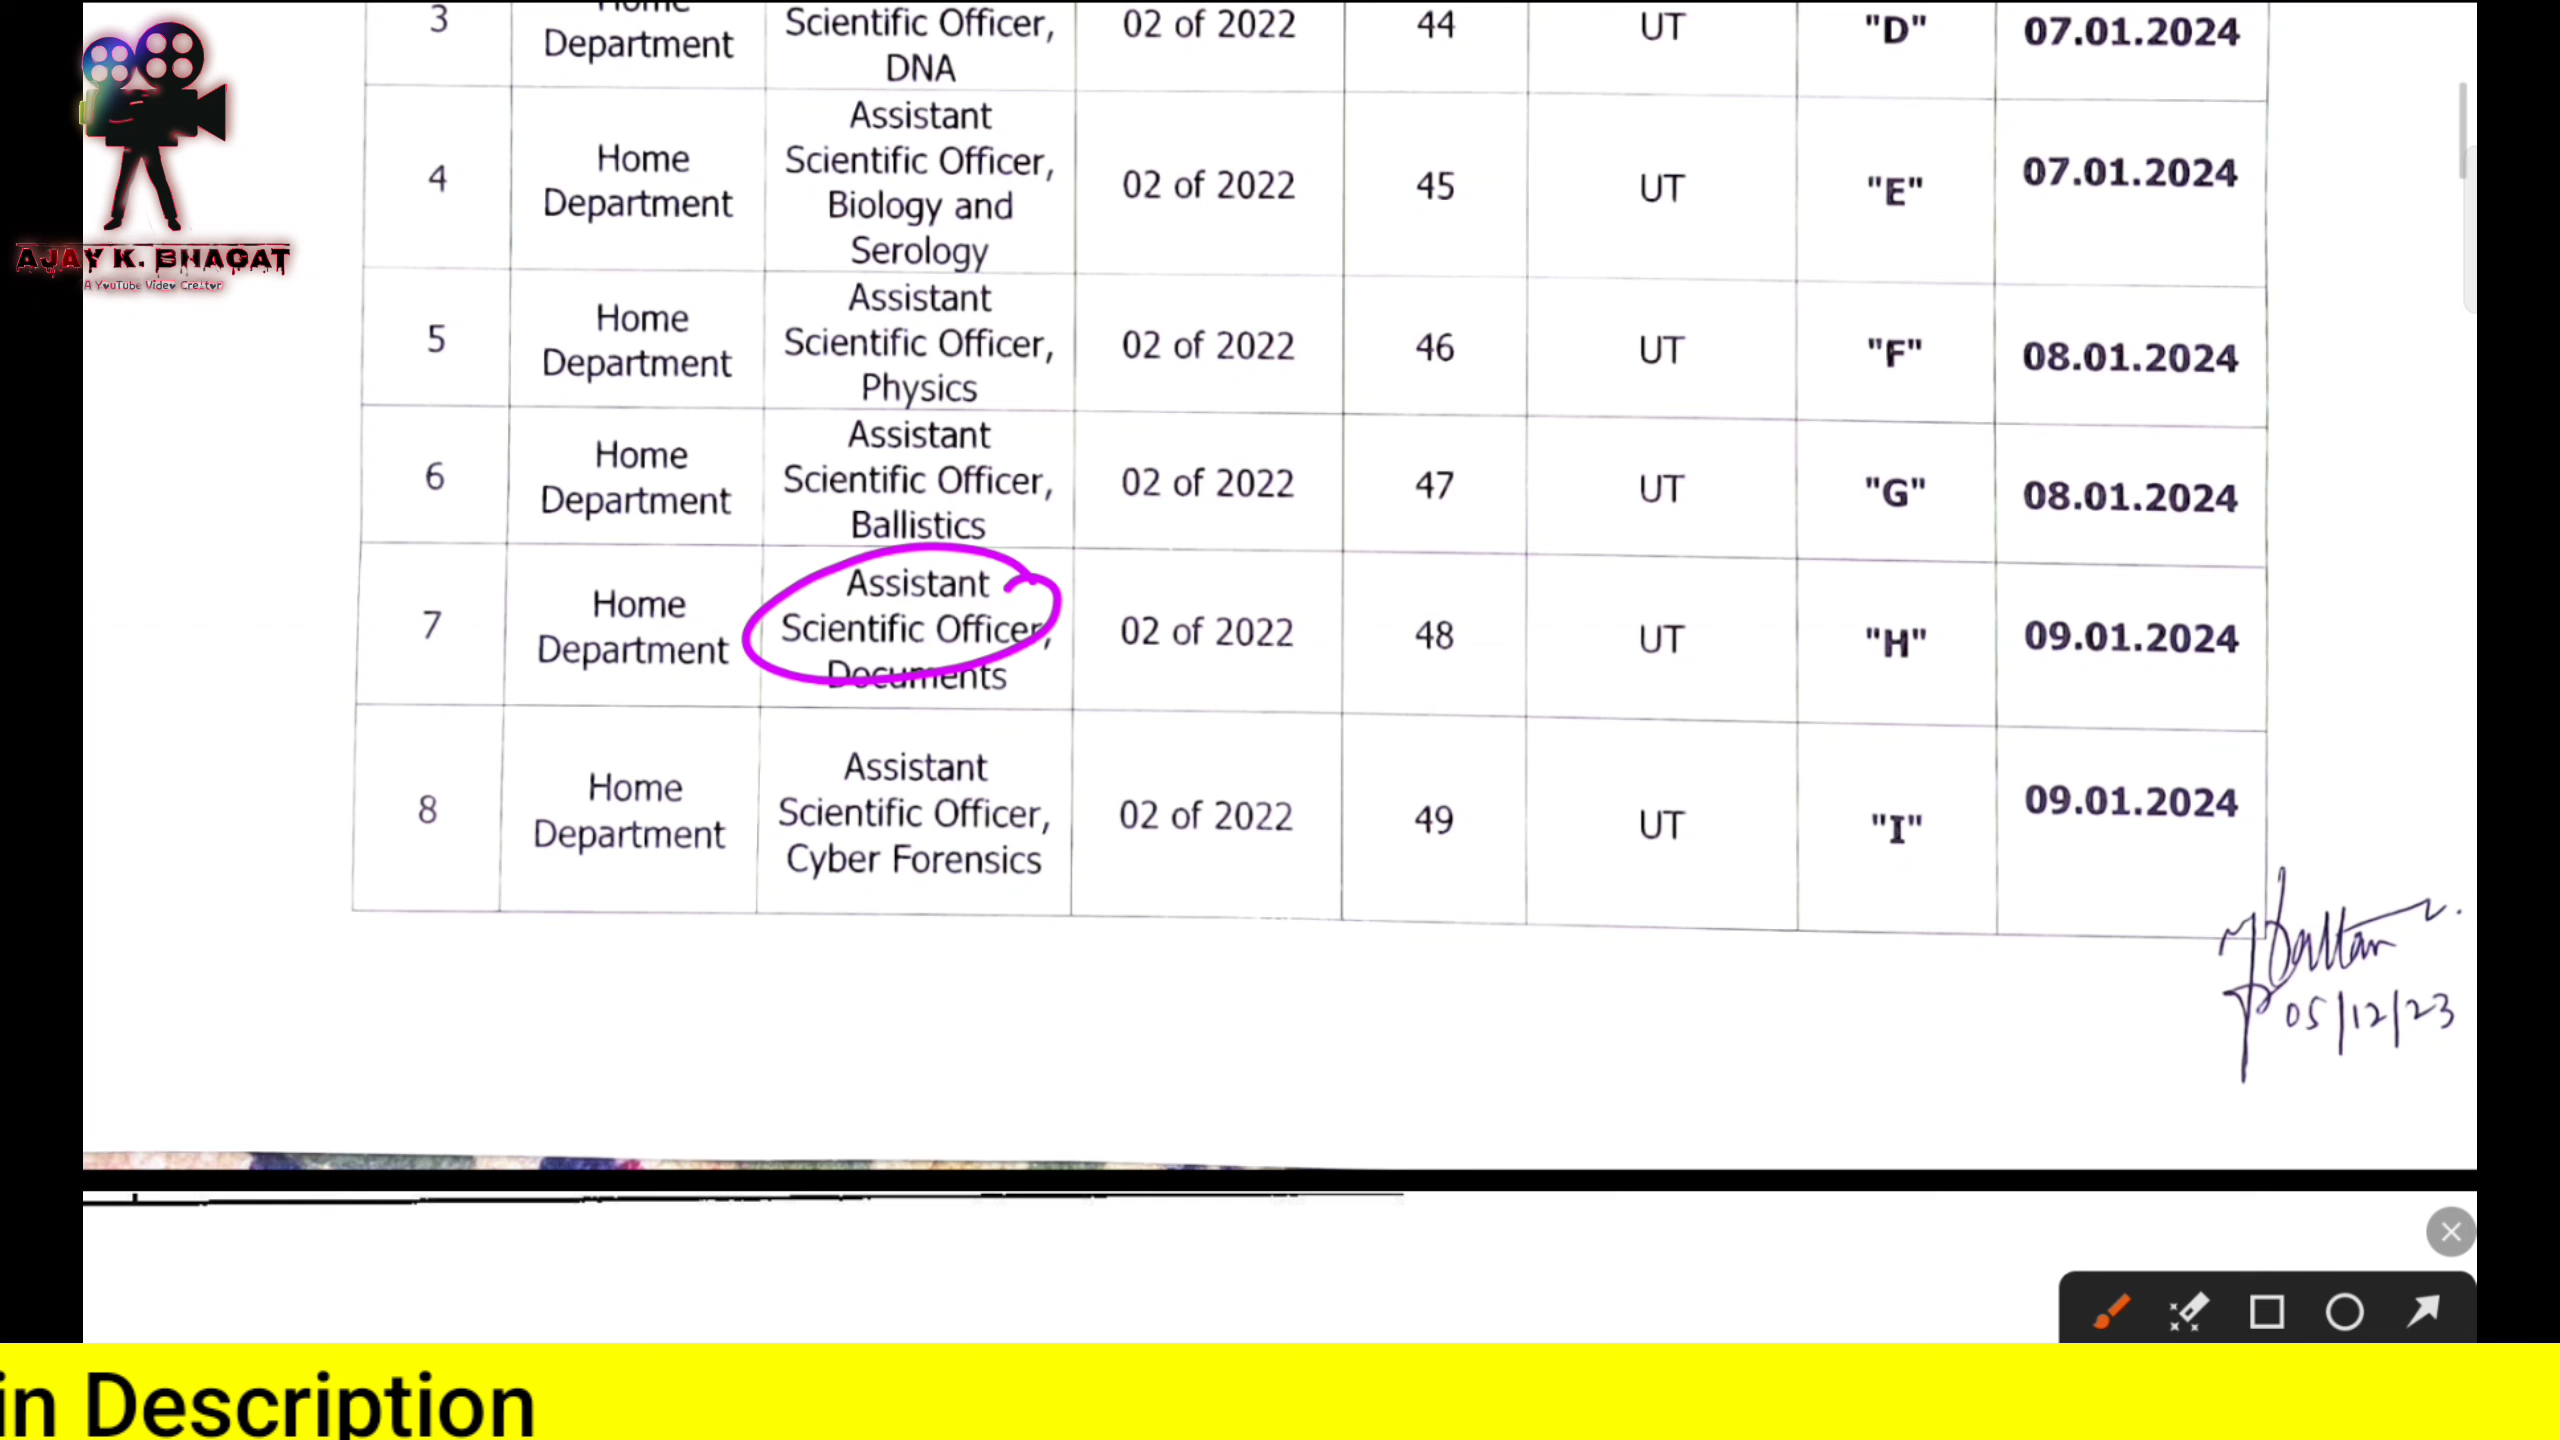 3
Department
Scientific Officer,
DNA
02 of 2022
44
UT
"D"
07.01.2024
4
Home
Department
Assistant
Scientific Officer,
Biology and
Serology
02 of 2022
45
UT
"E"
07.01.2024
5
Home
Department
Assistant
Scientific Officer,
Physics
02 of 2022
46
UT
"F"
08.01.2024
6
Home
Department
Assistant
Scientific Officer,
Ballistics
02 of 2022
47
UT
"G"
08.01.2024
7
Home
Department
Assistant
Scientific Officer,
Documents
02 of 2022
48
UT
"H"
09.01.2024
8
Home
Department
Assistant
Scientific Officer,
Cyber Forensics
02 of 2022
49
UT
"I"
09.01.2024
05/12/23
AJAY K. BHAGAT
A YouTube Video Creator
in Description